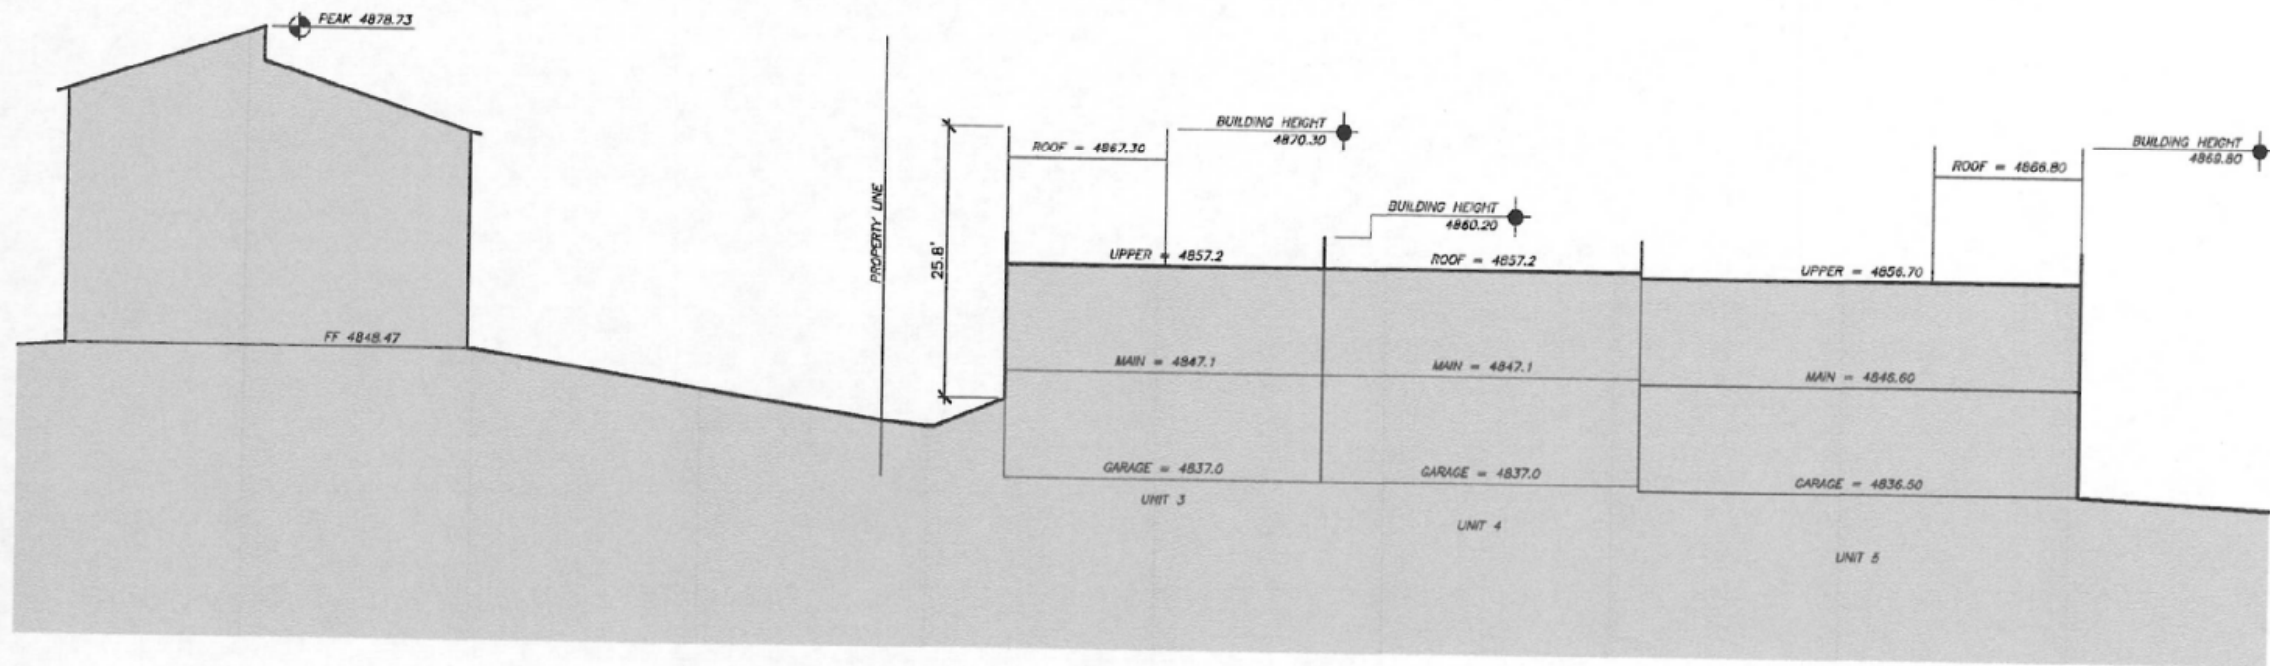 PEAK 4878.73
BUILDING HEIGHT
4870.30
ROOF = 4867.30
BUILDING HEIGHT
4869.80
ROOF = 4866.80
PROPERTY LINE
BUILDING HEIGHT
4860.20
25.8'
UPPER = 4857.2
ROOF = 4857.2
UPPER = 4856.70
FF 4848.47
MAIN = 4847.1
MAIN = 4847.1
MAIN = 4846.60
GARAGE = 4837.0
GARAGE = 4837.0
GARAGE = 4836.50
UNIT 3
UNIT 4
UNIT 5